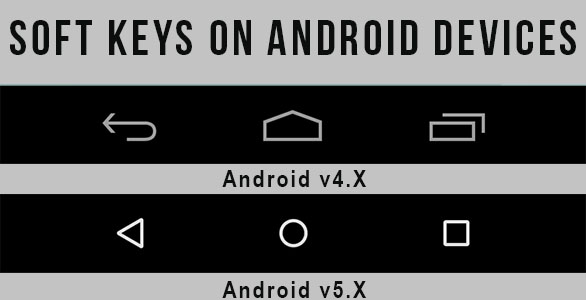 SOFT KEYS ON ANDROID DEVICES
Android v4.X
Android v5.X